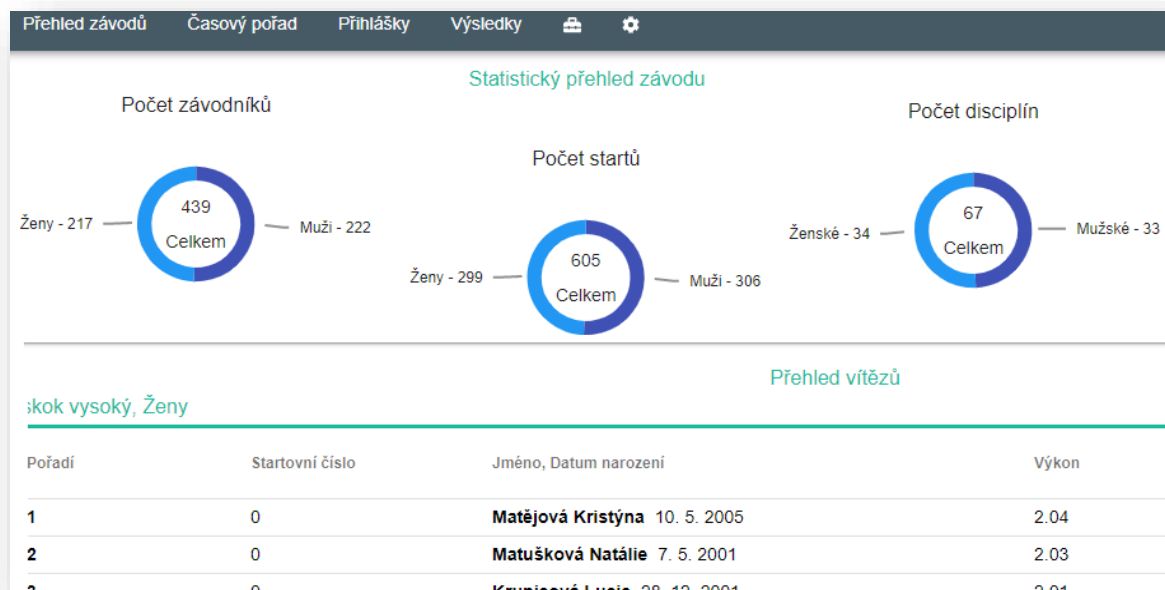 Přehled závodů Časový pořad Přihlášky Výsledky
Statistický přehled závodu
Počet závodníků
439
Celkem
Ženy - 217
Muži - 222
Počet startů
605
Celkem
Ženy - 299
Muži - 306
Počet disciplín
67
Celkem
Ženské - 34
Mužské - 33
Přehled vítězů
skok vysoký, Ženy
Pořadí Startovní číslo Jméno, Datum narození Výkon
1 0 Matějová Kristýna 10. 5. 2005 2.04
2 0 Matušková Natálie 7. 5. 2001 2.03